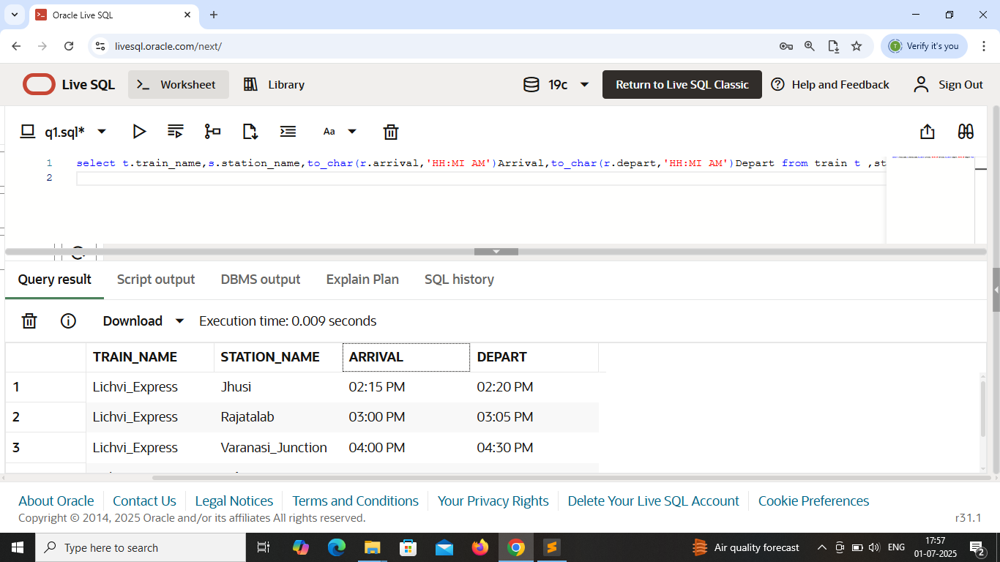 Oracle Live SQL
livesql.oracle.com/next/
Verify it's you
Live SQL
Worksheet
Library
19c
Return to Live SQL Classic
Help and Feedback
Sign Out
q1.sql*
Aa
1 select t.train_name,s.station_name,to_char(r.arrival,'HH:MI AM')Arrival,to_char(r.depart,'HH:MI AM')Depart from train t ,st
2
Query result
Script output
DBMS output
Explain Plan
SQL history
Download
Execution time: 0.009 seconds
TRAIN_NAME STATION_NAME ARRIVAL DEPART
1 Lichvi_Express Jhusi 02:15 PM 02:20 PM
2 Lichvi_Express Rajatalab 03:00 PM 03:05 PM
3 Lichvi_Express Varanasi_Junction 04:00 PM 04:30 PM
About Oracle
Contact Us
Legal Notices
Terms and Conditions
Your Privacy Rights
Delete Your Live SQL Account
Cookie Preferences
Copyright © 2014, 2025 Oracle and/or its affiliates All rights reserved.
r31.1
Type here to search
Air quality forecast
ENG
17:57
01-07-2025
2